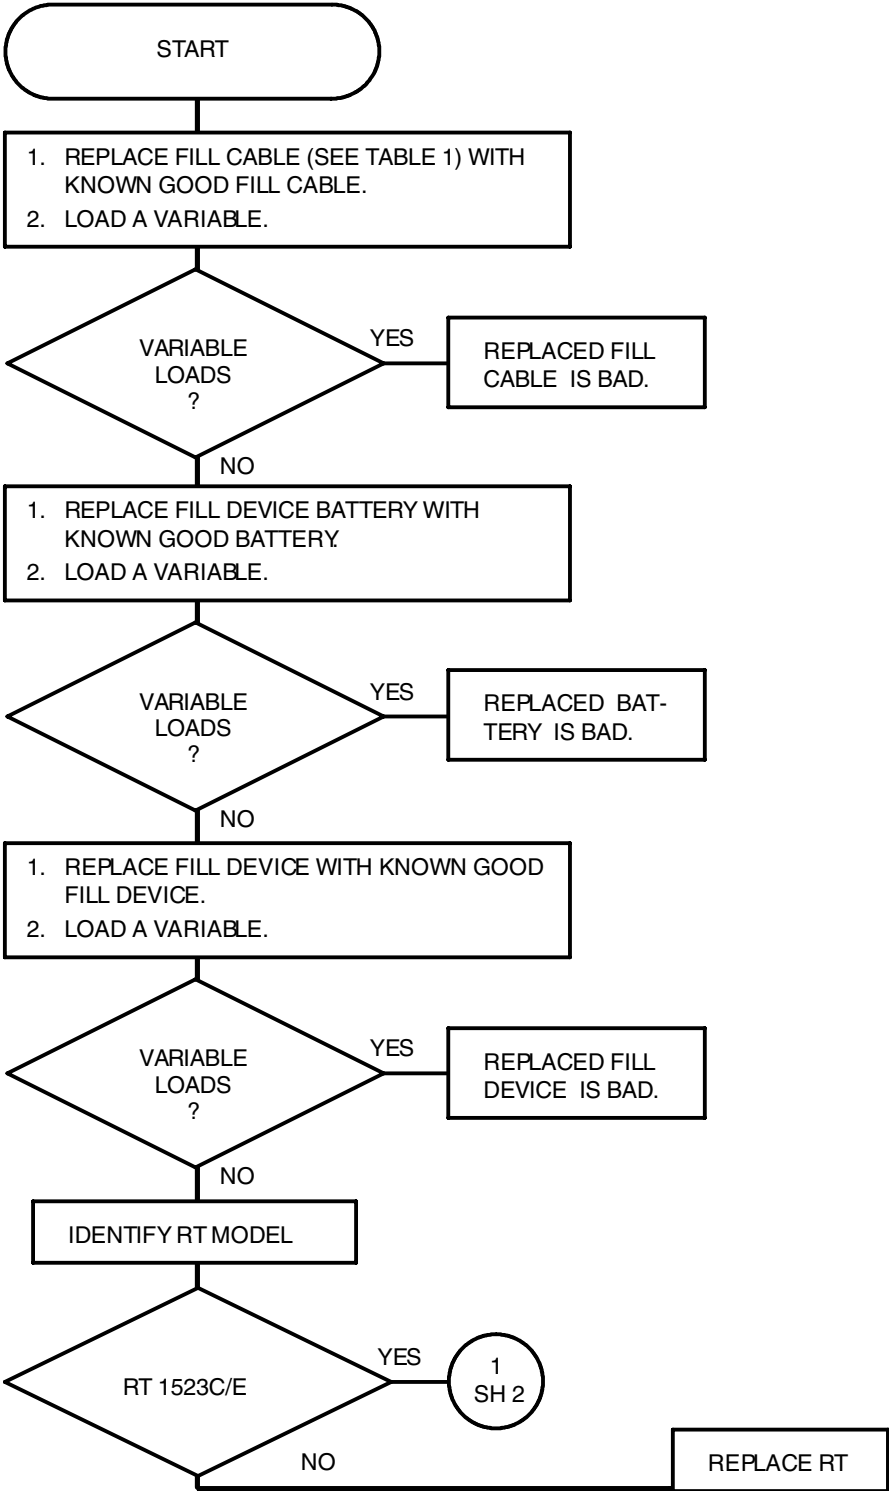 START
1. REPLACE FILL CABLE (SEE TABLE 1) WITH
KNOWN GOOD FILL CABLE.
2. LOAD A VARIABLE.
VARIABLE
LOADS
?
YES
REPLACED FILL
CABLE IS BAD.
NO
1. REPLACE FILL DEVICE BATTERY WITH
KNOWN GOOD BATTERY.
2. LOAD A VARIABLE.
VARIABLE
LOADS
?
YES
REPLACED BAT-
TERY IS BAD.
NO
1. REPLACE FILL DEVICE WITH KNOWN GOOD
FILL DEVICE.
2. LOAD A VARIABLE.
VARIABLE
LOADS
?
YES
REPLACED FILL
DEVICE IS BAD.
NO
IDENTIFY RT MODEL
RT 1523C/E
YES
1
SH 2
NO
REPLACE RT